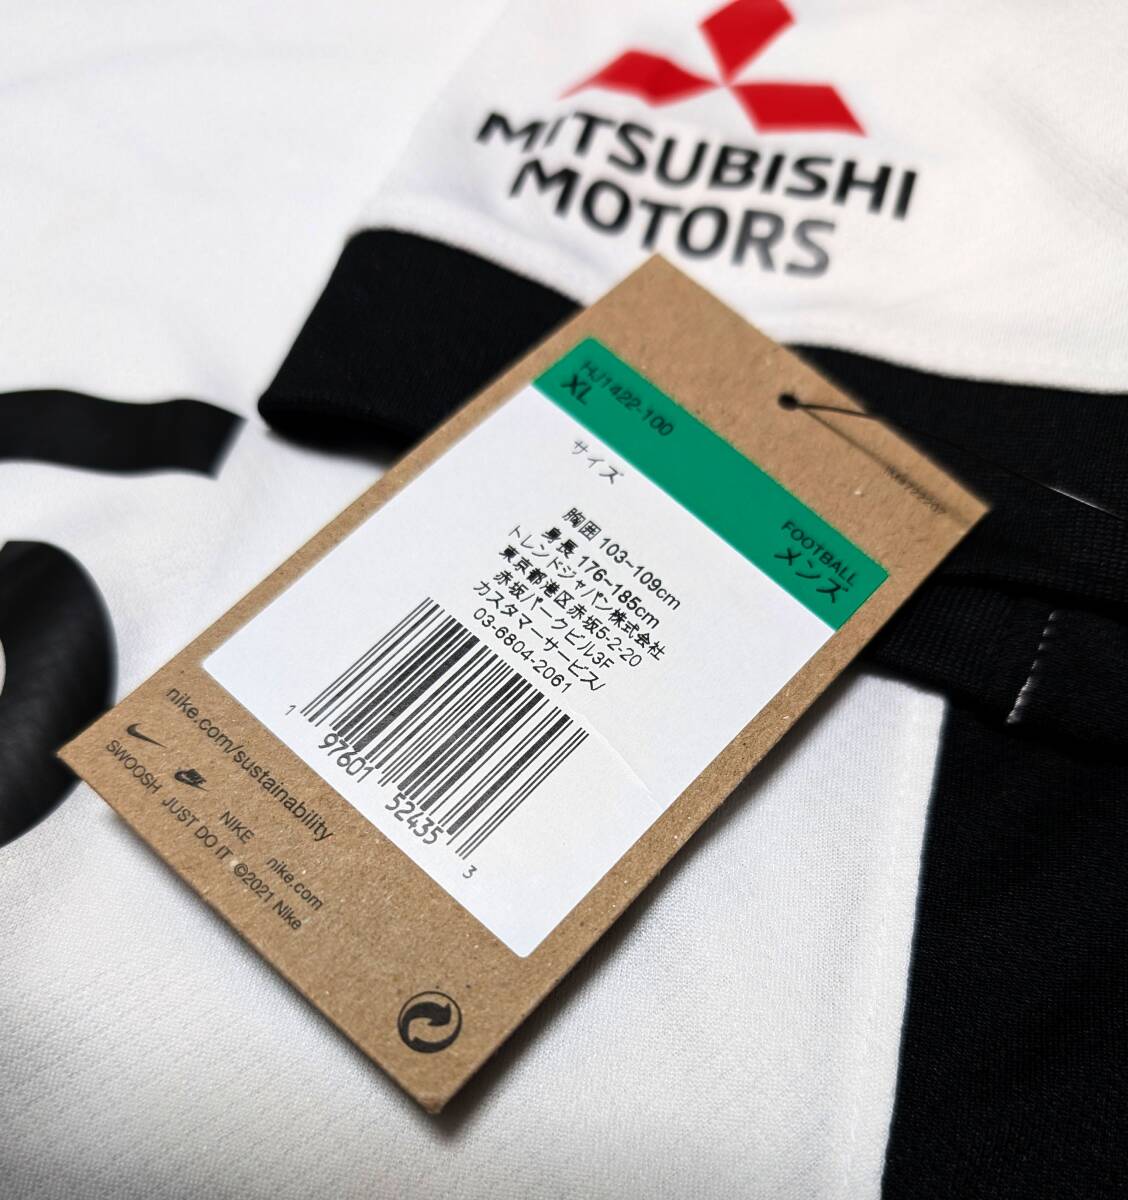 MITSUBISHI
MOTORS
HJ1422-100
XL
FOOTBALL
メンズ
サイズ
胸囲 103~109cm
身長 176~185cm
トレンドジャパン株式会社
東京都港区赤坂5-2-20
赤坂パークビル3F
カスタマーサービス/
03-6804-2061
1 97601 52435 3
nike.com/sustainability
NIKE nike.com
SWOOSH JUST DO IT ©2021 Nike